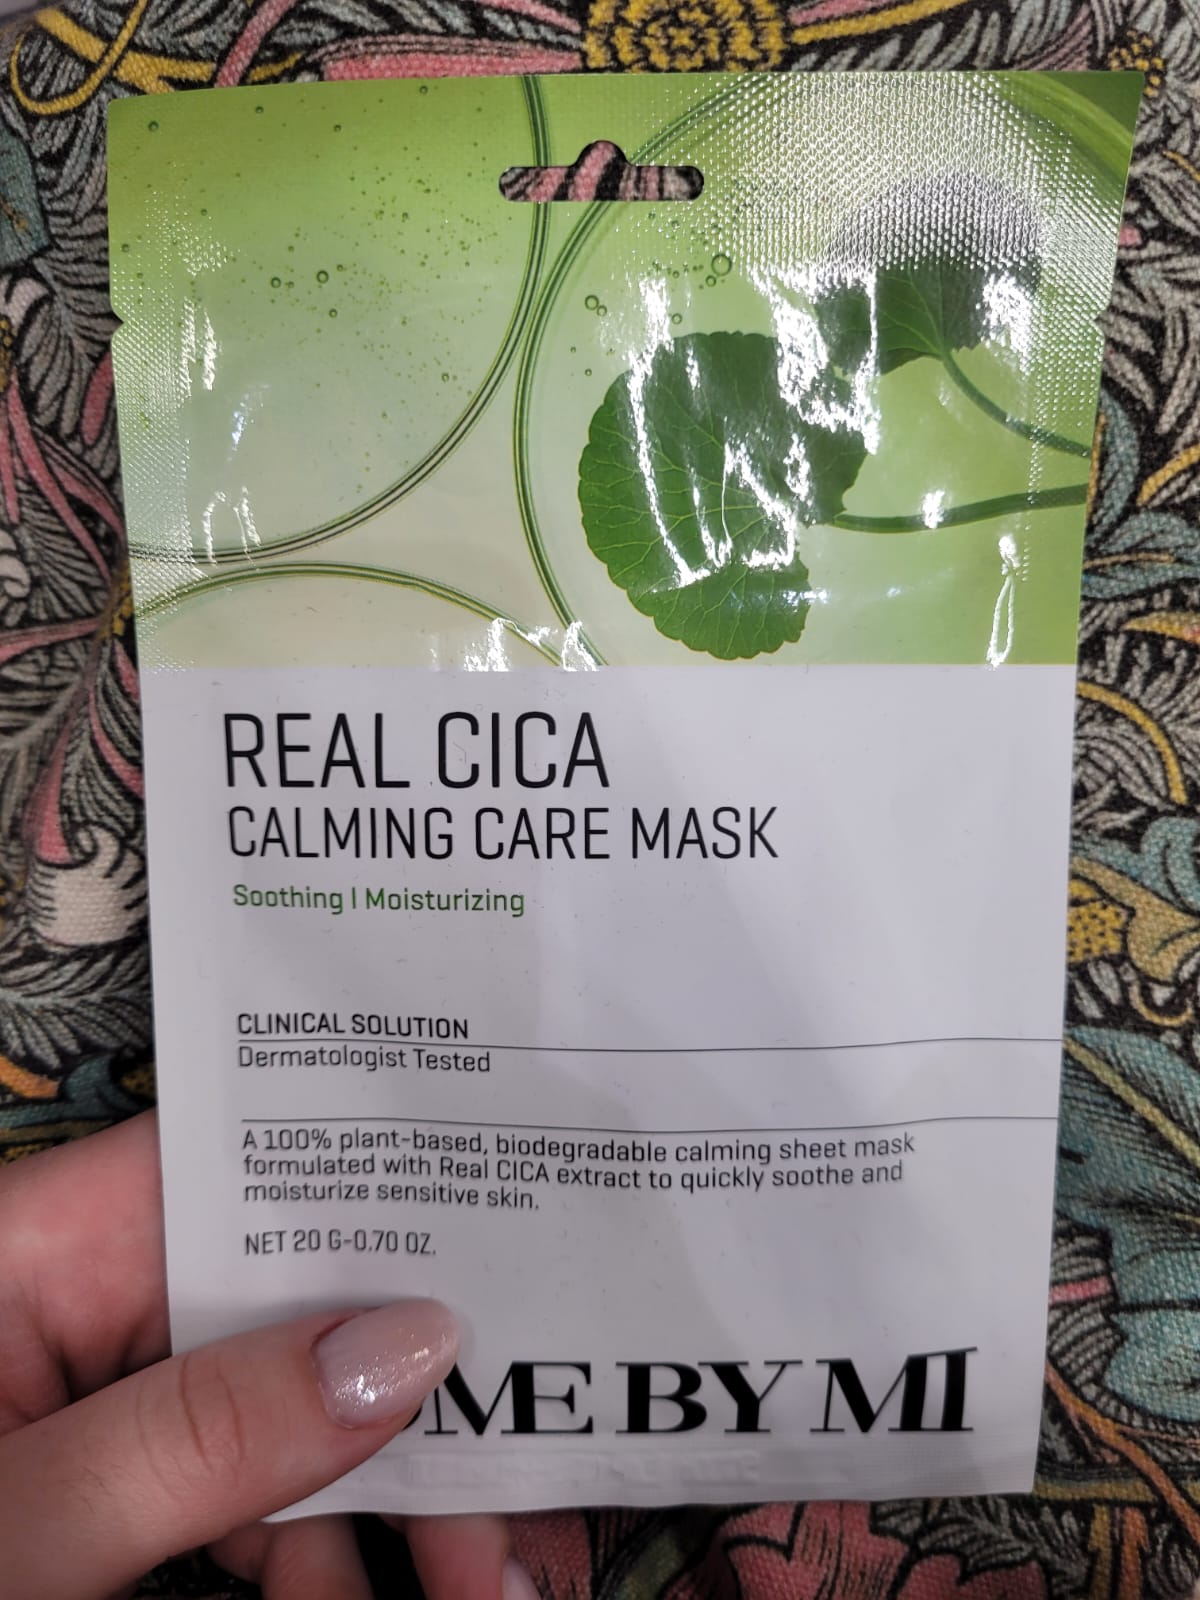 REAL CICA
CALMING CARE MASK
Soothing | Moisturizing
CLINICAL SOLUTION
Dermatologist Tested
A 100% plant-based, biodegradable calming sheet mask
formulated with Real CICA extract to quickly soothe and
moisturize sensitive skin.
NET 20 G-0.70 OZ.
BY MI